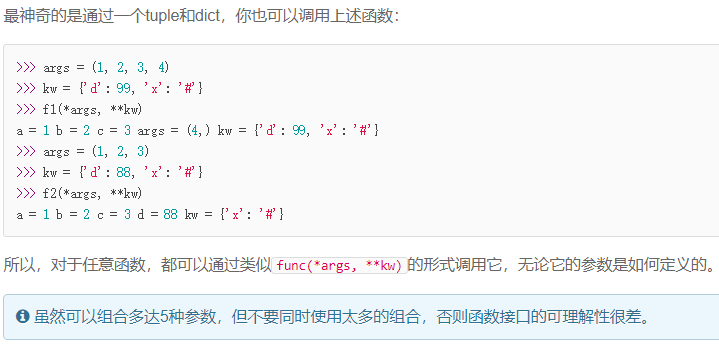 最神奇的是通过一个tuple和dict，你也可以调用上述函数：
>>> args = (1, 2, 3, 4)
>>> kw = {'d': 99, 'x': '#'}
>>> f1(*args, **kw)
a = 1 b = 2 c = 3 args = (4,) kw = {'d': 99, 'x': '#'}
>>> args = (1, 2, 3)
>>> kw = {'d': 88, 'x': '#'}
>>> f2(*args, **kw)
a = 1 b = 2 c = 3 d = 88 kw = {'x': '#'}
所以，对于任意函数，都可以通过类似func(*args, **kw)的形式调用它，无论它的参数是如何定义的。
虽然可以组合多达5种参数，但不要同时使用太多的组合，否则函数接口的可理解性很差。